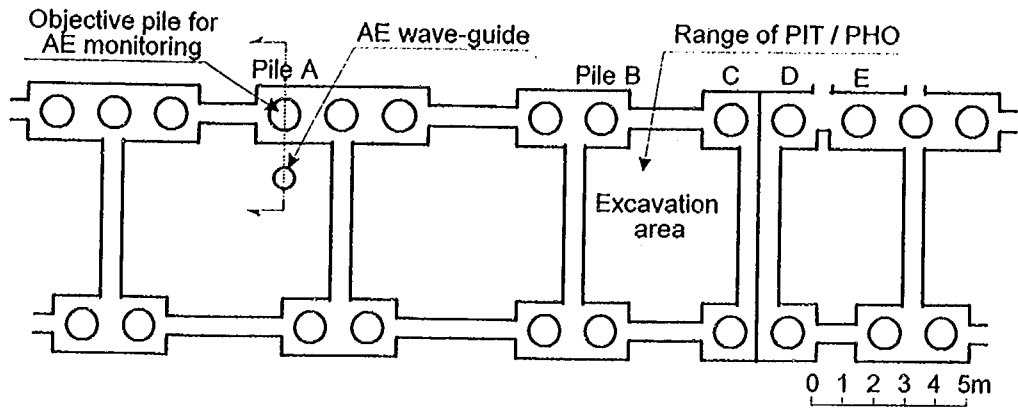 Objective pile for
AE monitoring
AE wave-guide
Range of PIT / PHO
Pile A
Pile B
C
D
E
Excavation
area
0 1 2 3 4 5m